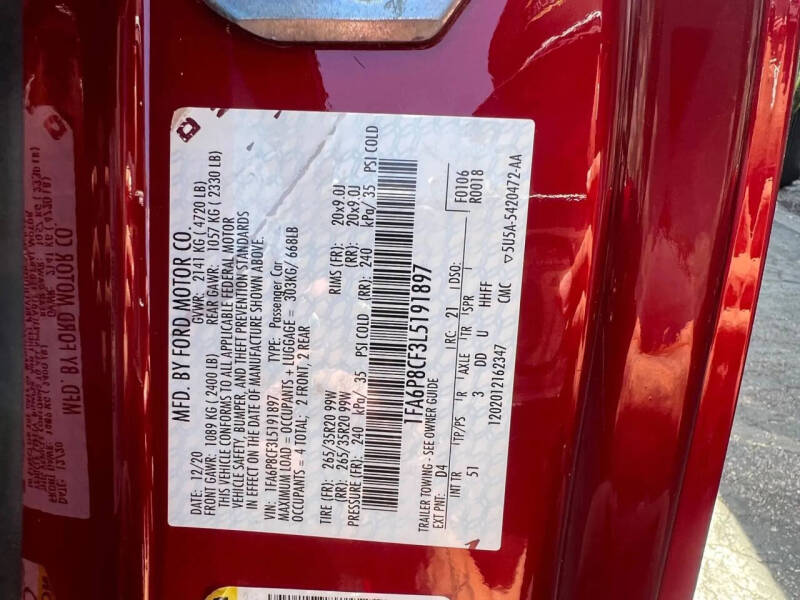 MFD. BY FORD MOTOR CO.
DATE: 12/20 GVWR: 2141 KG ( 4720 LB)
FRONT GAWR: 1089 KG ( 2400 LB) REAR GAWR: 1057 KG ( 2330 LB)
THIS VEHICLE CONFORMS TO ALL APPLICABLE FEDERAL MOTOR
VEHICLE SAFETY, BUMPER, AND THEFT PREVENTION STANDARDS
IN EFFECT ON THE DATE OF MANUFACTURE SHOWN ABOVE.
VIN: 1FA6P8CF3L5191897 TYPE: Passenger Car
MAXIMUM LOAD = OCCUPANTS + LUGGAGE = 303KG/ 668LB
OCCUPANTS = 4 TOTAL; 2 FRONT, 2 REAR
TIRE (FR): 265/35R20 99W RIMS (FR): 20x9.0J
(RR): 265/35R20 99W (RR): 20x9.0J
PRESSURE (FR): 240 kPa/ 35 PSI COLD (RR): 240 kPa/ 35 PSI COLD
1FA6P8CF3L5191897
TRAILER TOWING - SEE OWNER GUIDE
EXT PNT: D4 RC: 21 DSO: F0106
R0018
INT TR TP/PS R AXLE TR SPR
51 3 DD U HHFF
1202012162347 CMC ▽5U5A-5420472-AA